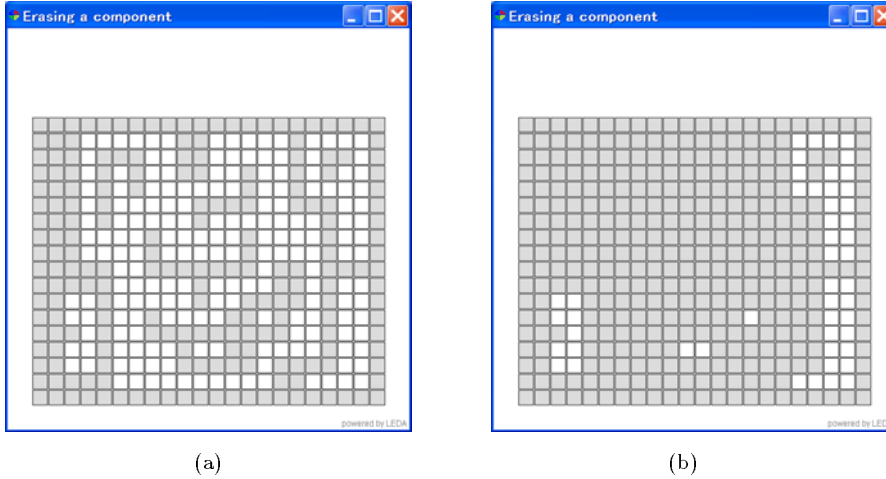 Erasing a component
Erasing a component
powered by LEDA
powered by LED
(a)
(b)